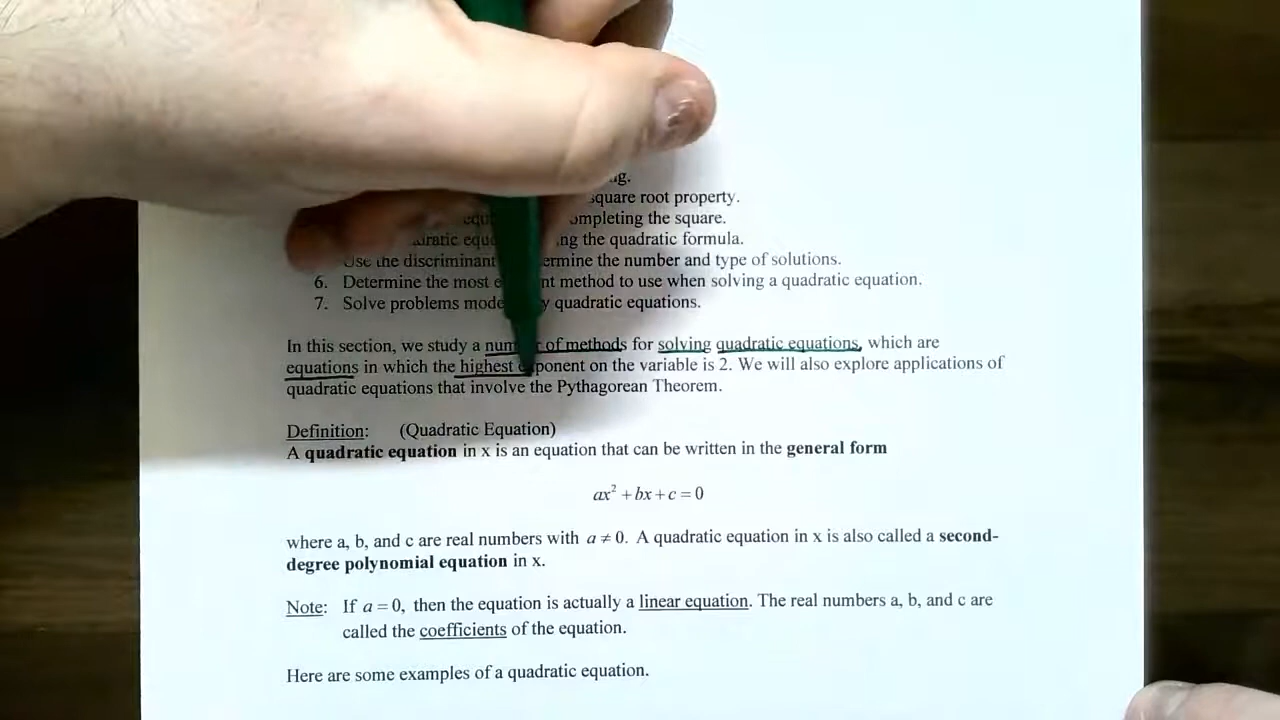 square root property.
the square.
the quadratic formula.
Use the discriminant the number and type of solutions.
6. Determine the most method to use when solving a quadratic equation.
7. Solve problems quadratic equations.
In this section, we study a of methods for solving quadratic equations, which are
equations in which the highest on the variable is 2. We will also explore applications of
quadratic equations that involve the Pythagorean Theorem.
Definition: (Quadratic Equation)
A quadratic equation in x is an equation that can be written in the general form
ax² + bx + c = 0
where a, b, and c are real numbers with a ≠ 0. A quadratic equation in x is also called a second-
degree polynomial equation in x.
Note: If a = 0, then the equation is actually a linear equation. The real numbers a, b, and c are
called the coefficients of the equation.
Here are some examples of a quadratic equation.